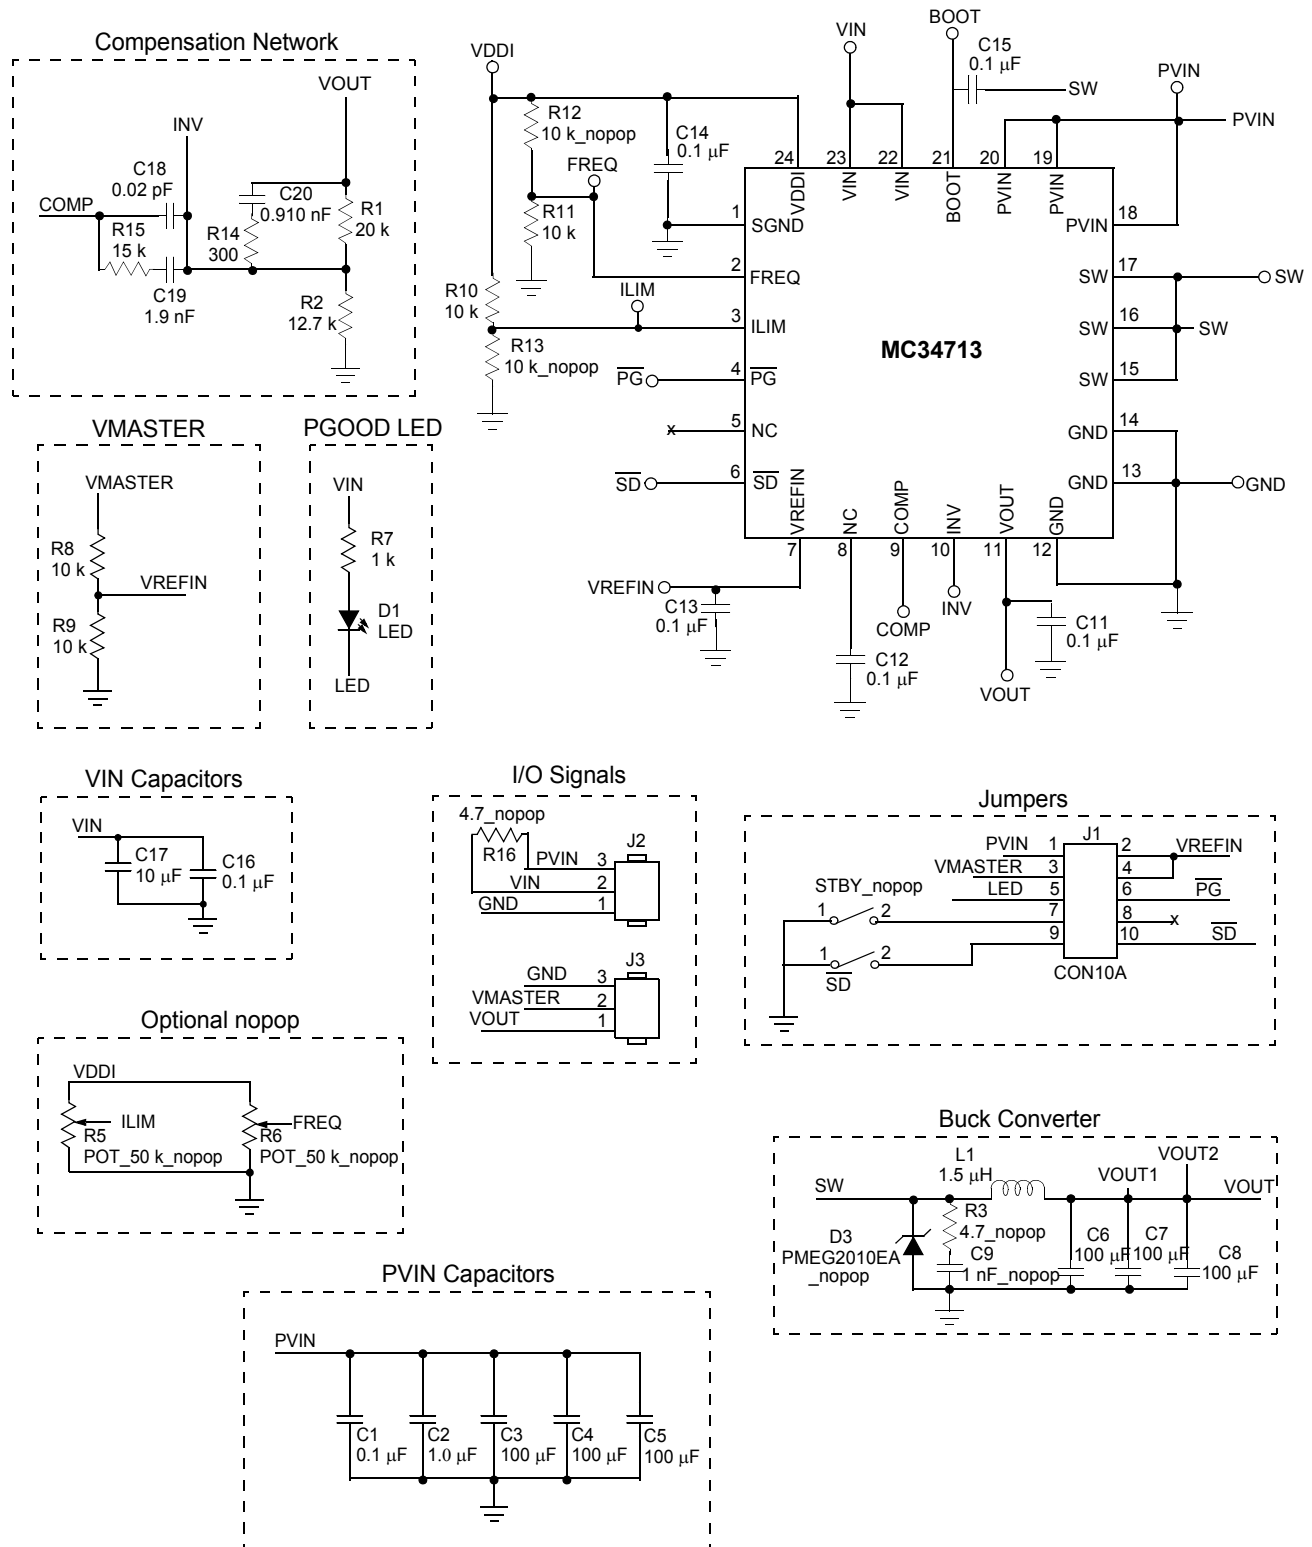 Compensation Network
VOUT
INV
C18
0.02 pF
COMP
C20
0.910 nF
R1
20 k
R15
15 k
R14
300
C19
1.9 nF
R2
12.7 k
VDDI
R12
10 k_nopop
FREQ
C14
0.1 μF
R11
10 k
R10
10 k
ILIM
R13
10 k_nopop
PG
SD
VIN
BOOT
C15
0.1 μF
SW
PVIN
PVIN
24
23
22
21
20
19
VDDI
VIN
VIN
BOOT
PVIN
PVIN
1
SGND
PVIN
18
2
FREQ
SW
17
SW
3
ILIM
SW
16
SW
MC34713
4
PG
SW
15
5
NC
x
GND
14
6
SD
GND
13
GND
VREFIN
NC
COMP
INV
VOUT
GND
7
8
9
10
11
12
VREFIN
C13
0.1 μF
COMP
INV
C11
0.1 μF
C12
0.1 μF
VOUT
VMASTER
VMASTER
R8
10 k
VREFIN
R9
10 k
PGOOD LED
VIN
R7
1 k
D1
LED
LED
VIN Capacitors
VIN
C17
10 μF
C16
0.1 μF
I/O Signals
4.7_nopop
R16
J2
PVIN 3
VIN 2
GND 1
J3
GND 3
VMASTER 2
VOUT 1
Jumpers
J1
PVIN 1
2 VREFIN
VMASTER 3
4
LED 5
6 PG
STBY_nopop
1 2
7
8 x
1 2
9
10 SD
SD
CON10A
Optional nopop
VDDI
ILIM
R5
POT_50 k_nopop
FREQ
R6
POT_50 k_nopop
Buck Converter
L1
1.5 μH
VOUT2
VOUT1
SW
VOUT
R3
4.7_nopop
D3
PMEG2010EA
_nopop
C9
1 nF_nopop
C6
100 μF
C7
100 μF
C8
100 μF
PVIN Capacitors
PVIN
C1
0.1 μF
C2
1.0 μF
C3
100 μF
C4
100 μF
C5
100 μF